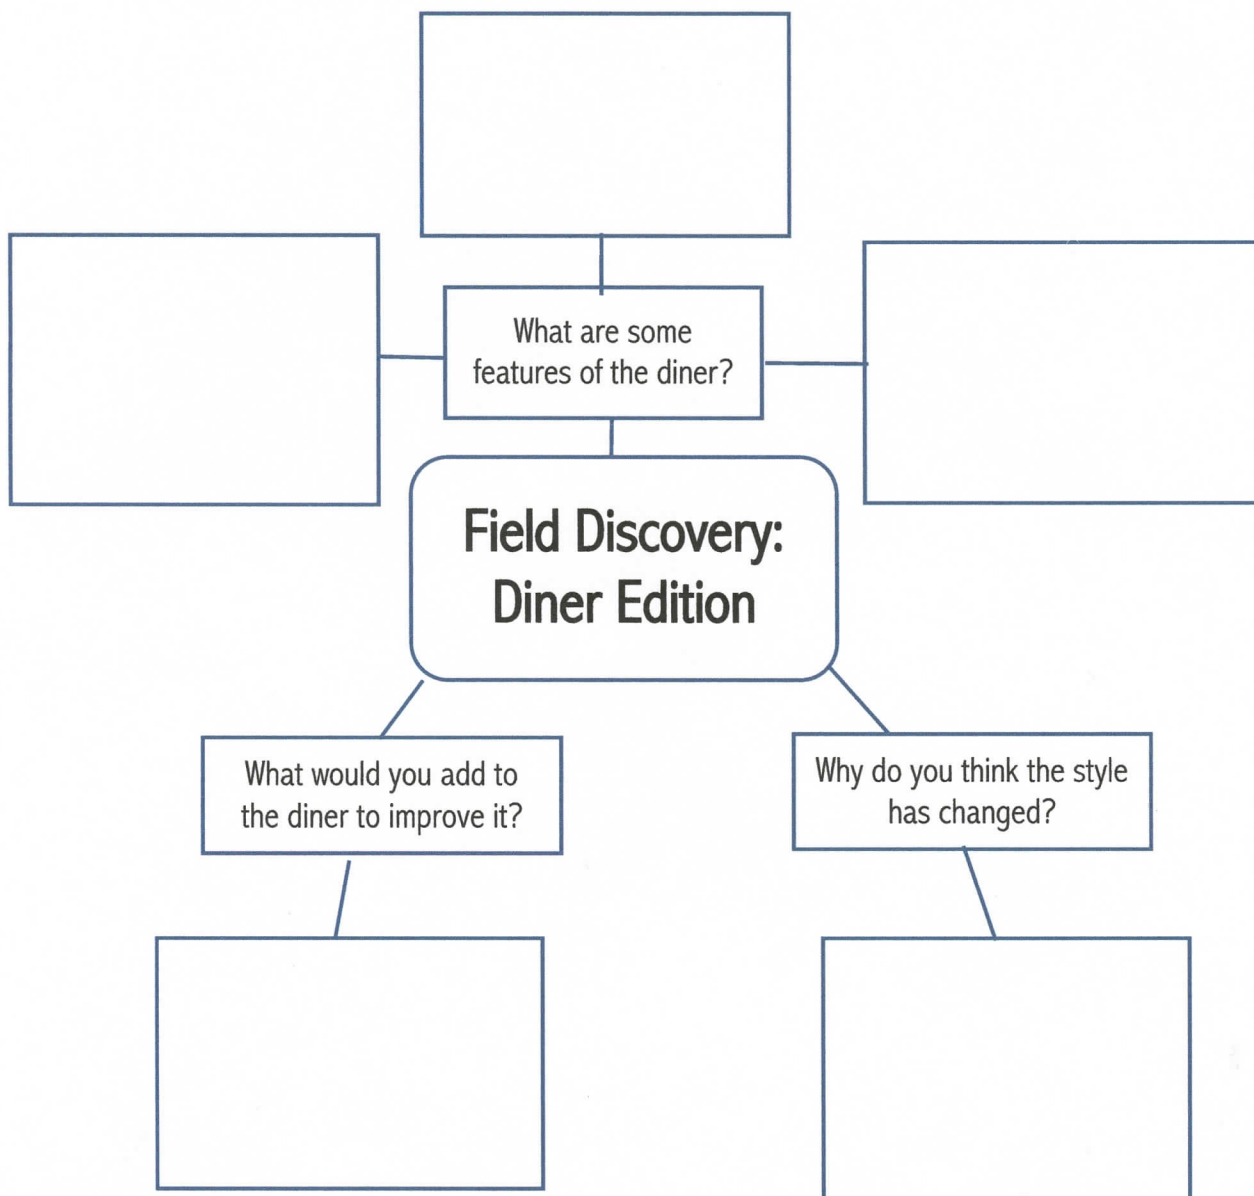 What are some
features of the diner?
Field Discovery:
Diner Edition
What would you add to
the diner to improve it?
Why do you think the style
has changed?